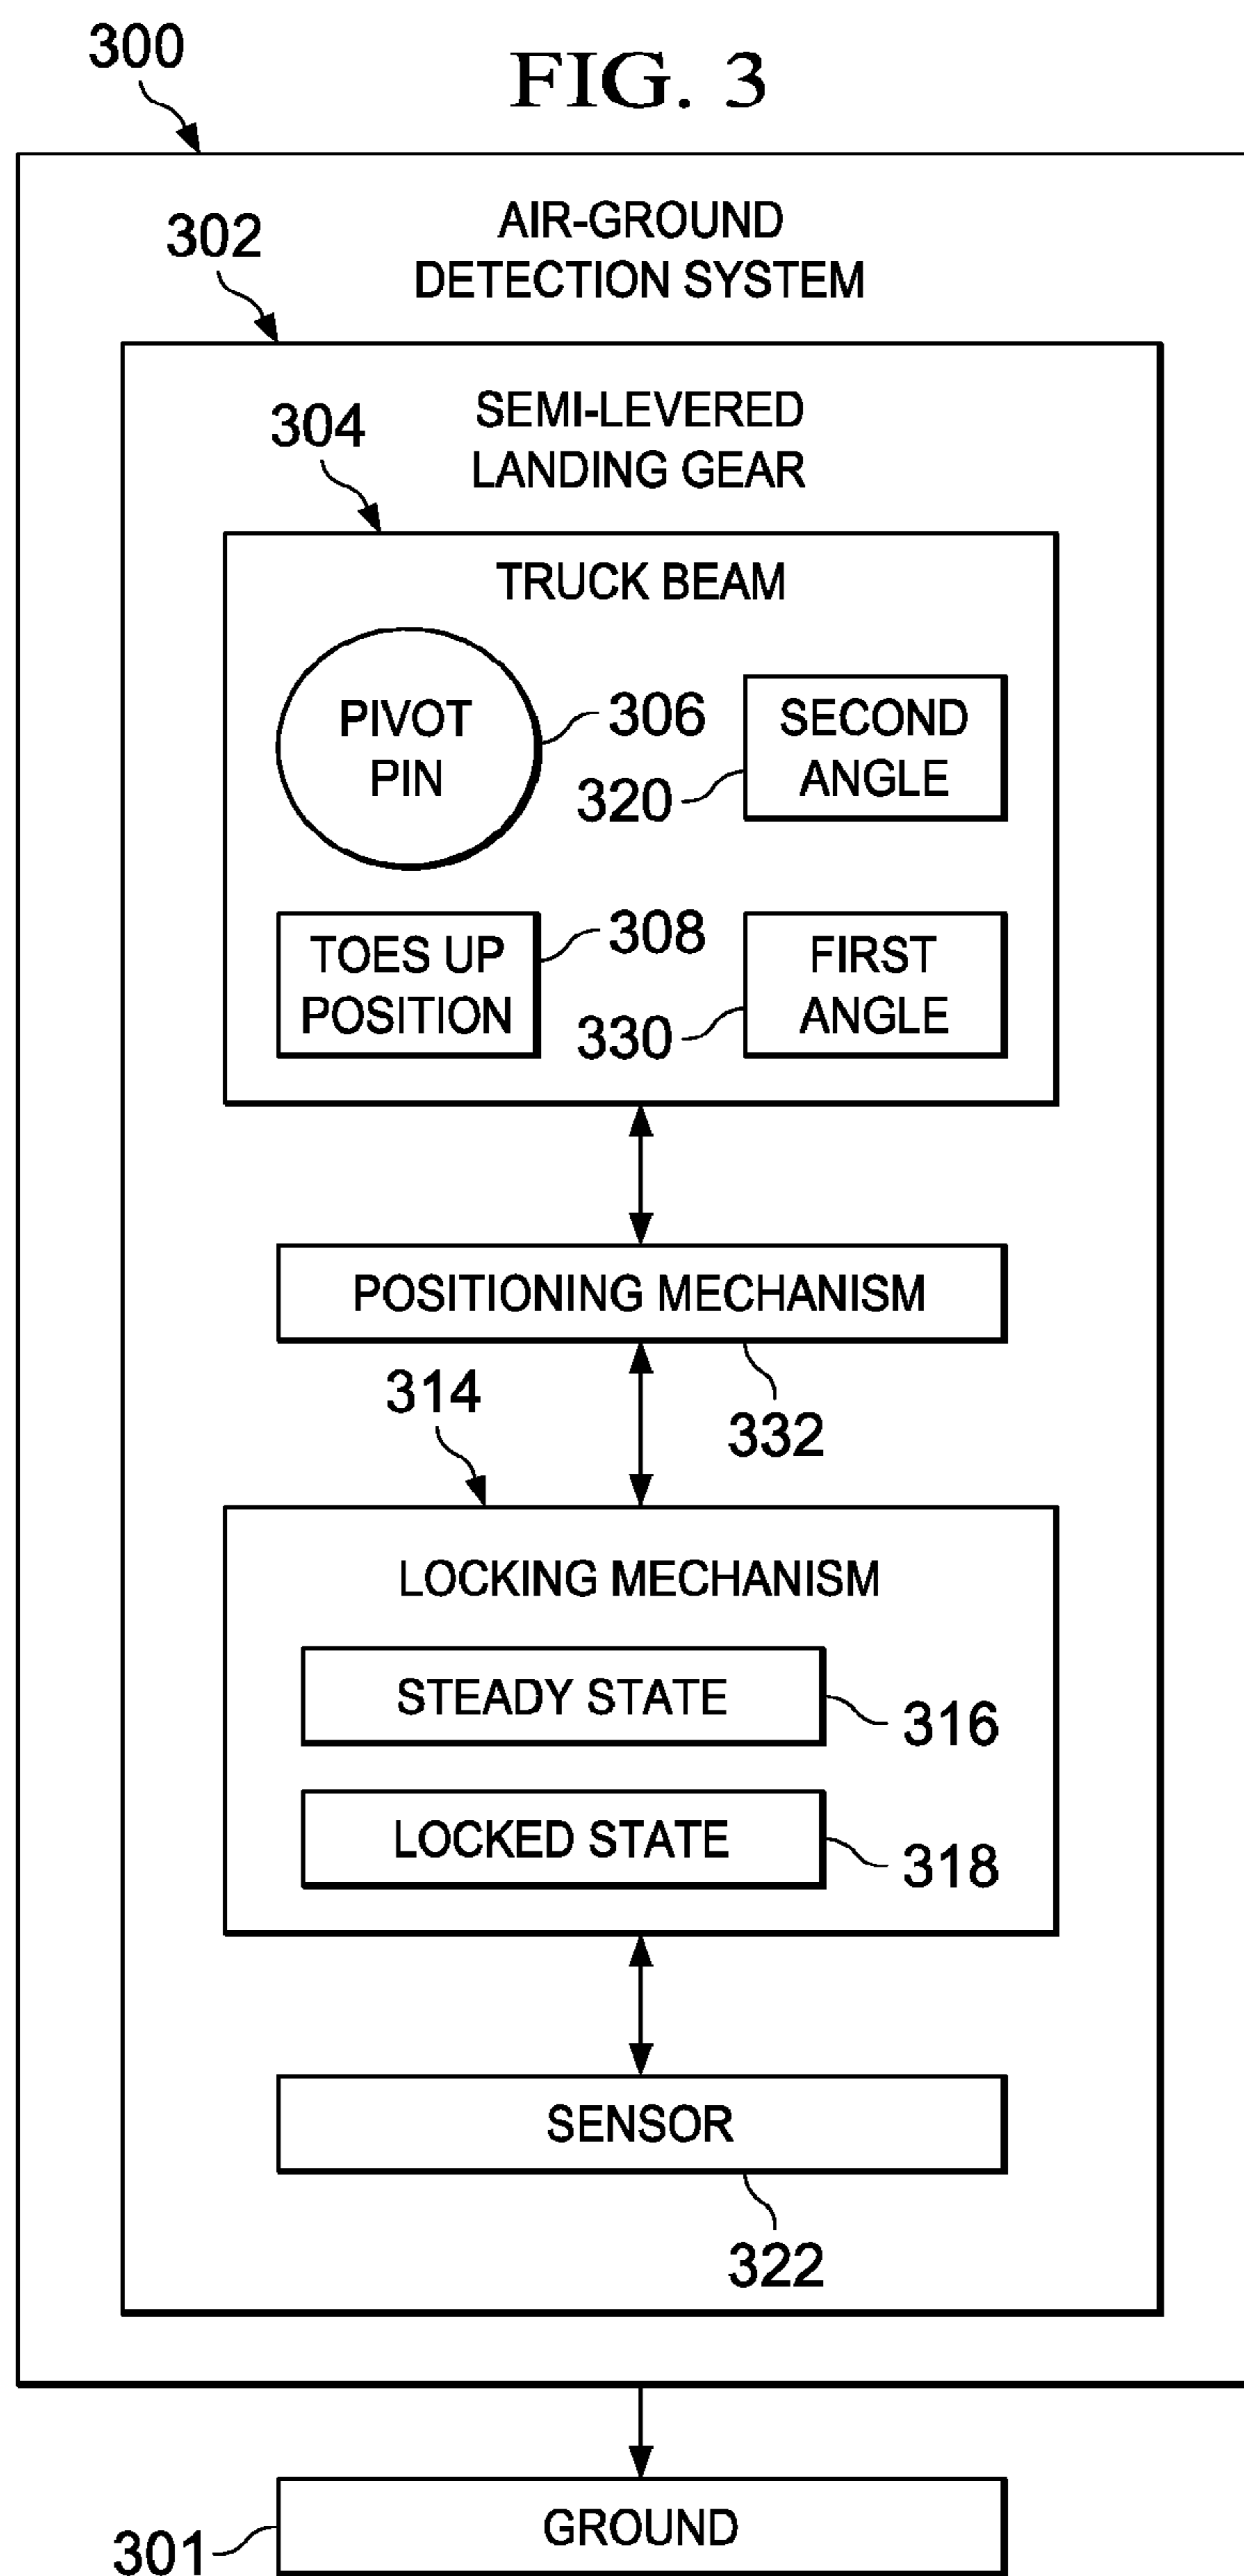 300
FIG. 3
302
AIR-GROUND
DETECTION SYSTEM
304
SEMI-LEVERED
LANDING GEAR
TRUCK BEAM
PIVOT
PIN
306
SECOND
ANGLE
320
TOES UP
POSITION
308
FIRST
ANGLE
330
POSITIONING MECHANISM
332
314
LOCKING MECHANISM
STEADY STATE
316
LOCKED STATE
318
SENSOR
322
GROUND
301